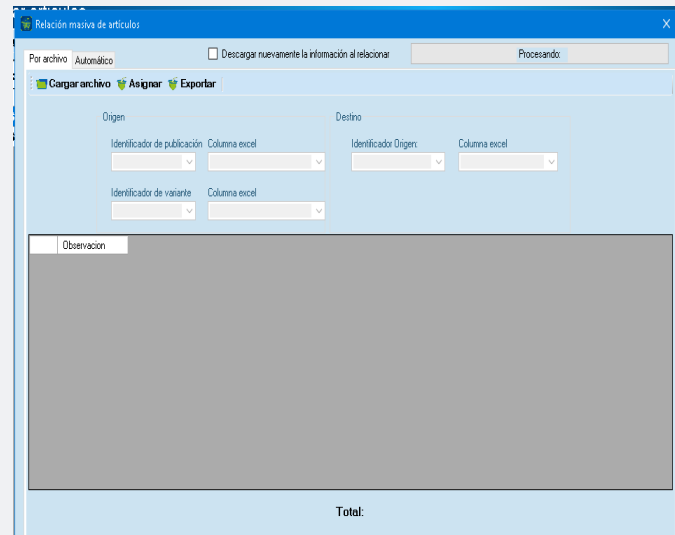 Relación masiva de artículos
Por archivo Automático
Descargar nuevamente la información al relacionar
Procesando:
Cargar archivo Asignar Exportar
Origen Destino
Identificador de publicación Columna excel Identificador Origen: Columna excel
Identificador de variante Columna excel
Observacion
Total: